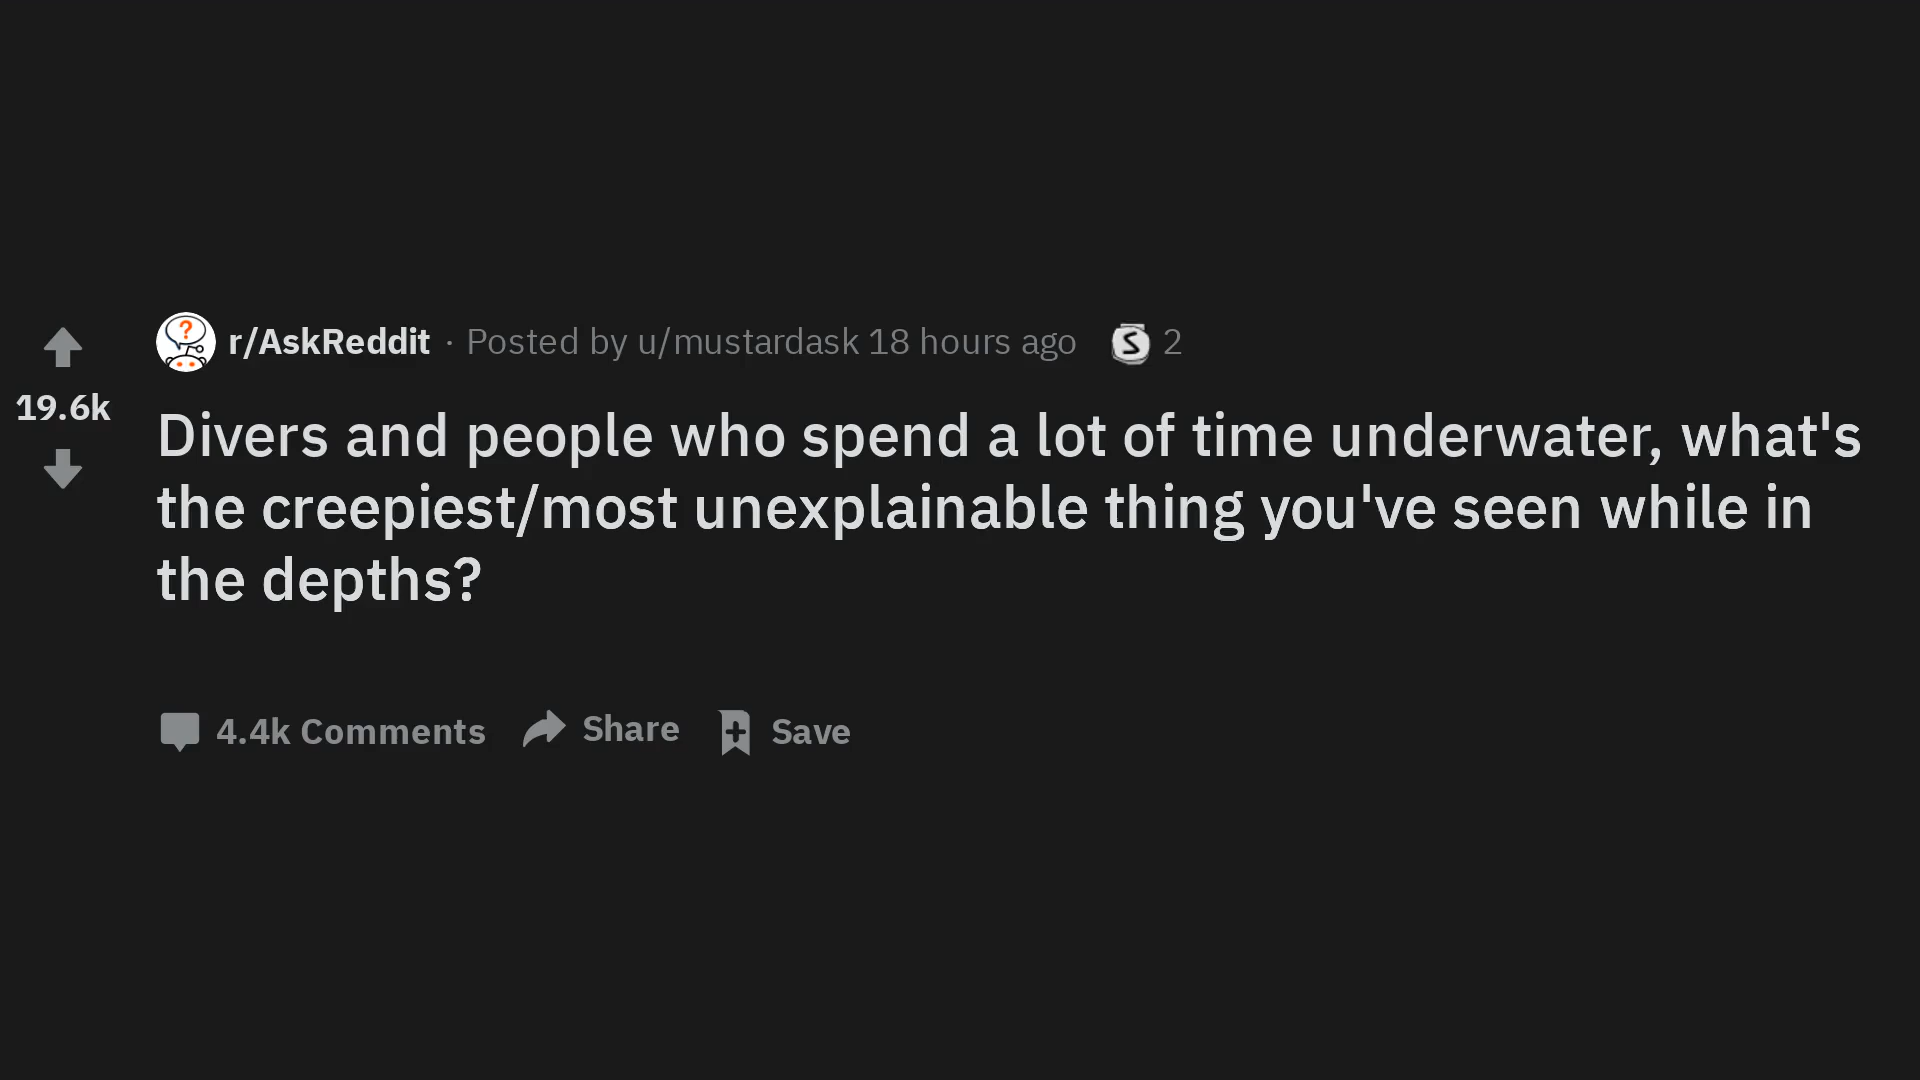 r/AskReddit · Posted by u/mustardask 18 hours ago S 2
19.6k
Divers and people who spend a lot of time underwater, what's
the creepiest/most unexplainable thing you've seen while in
the depths?
4.4k Comments Share Save